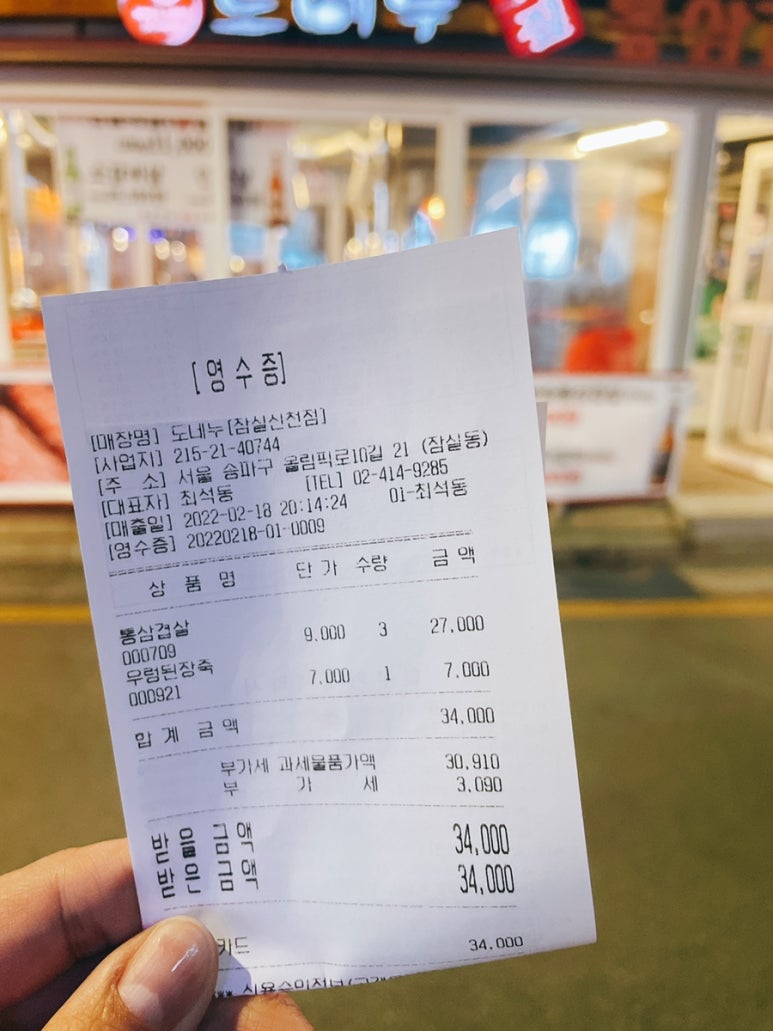 도네누
[영수증]
[매장명] 도네누[잠실신천점]
[사업지] 215-21-40744
[주 소] 서울 송파구 올림픽로10길 21 (잠실동)
[대표자] 최석동 [TEL] 02-414-9285
[매출일] 2022-02-18 20:14:24 01-최석동
[영수증] 20220218-01-0009
상 품 명 단 가 수량 금 액
통삼겹살
000709 9,000 3 27,000
우렁된장죽
000921 7,000 1 7,000
합 계 금 액 34,000
부가세 과세물품가액 30,910
부 가 세 3,090
받 을 금 액 34,000
받 은 금 액 34,000
카드 34,000